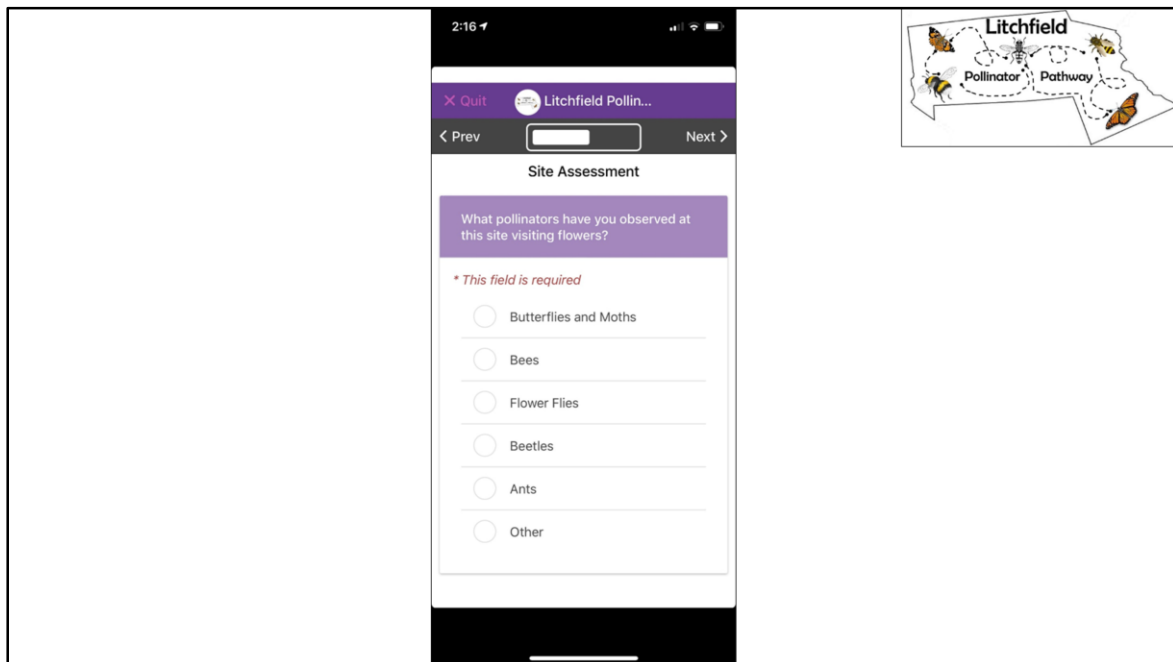 2:16
Litchfield
Pollinator Pathway
X Quit
Litchfield Pollin...
< Prev
Next >
Site Assessment
What pollinators have you observed at
this site visiting flowers?
* This field is required
Butterflies and Moths
Bees
Flower Flies
Beetles
Ants
Other